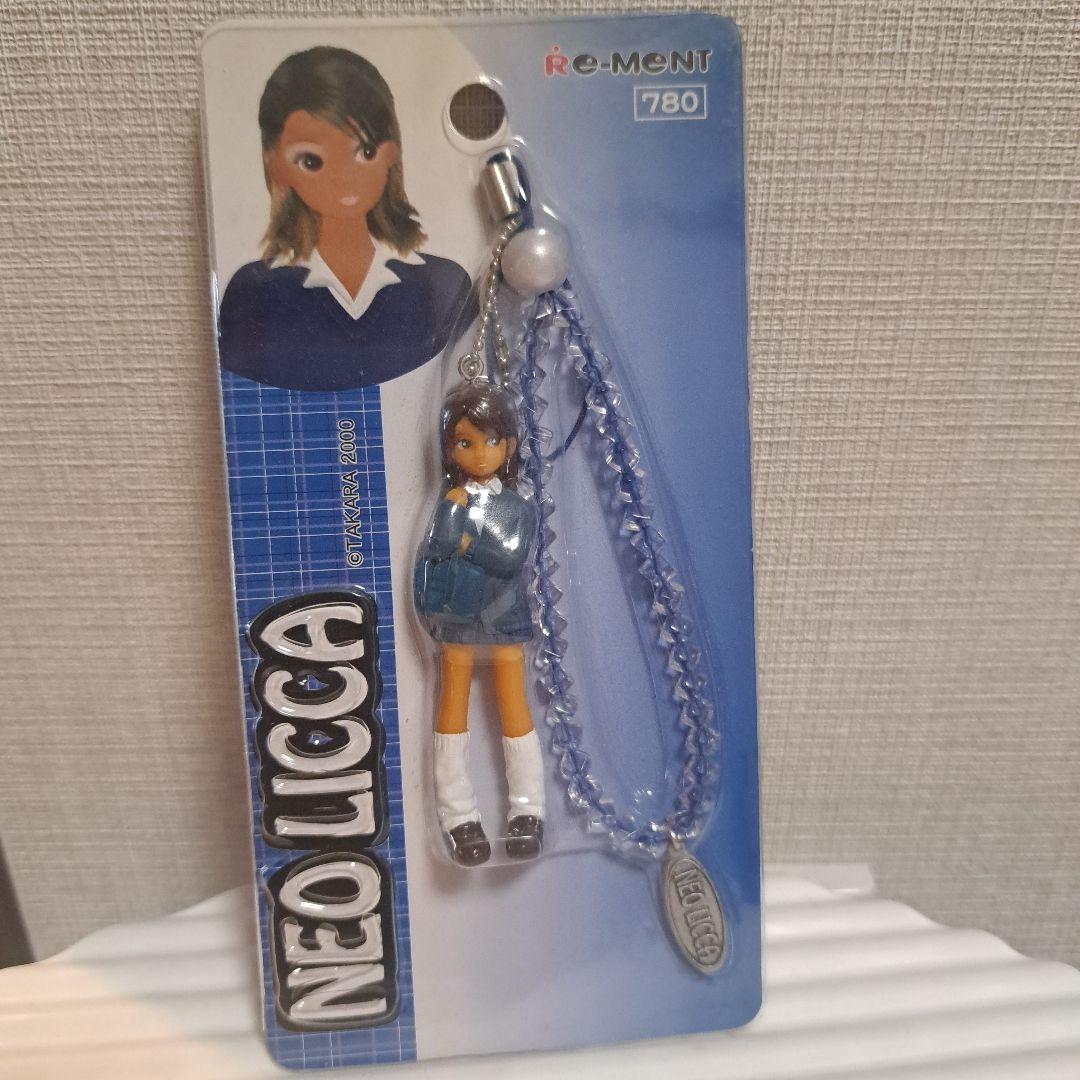 Re-MeNT
780
©TAKARA 2000
NEO LICCA
NEO LICCA